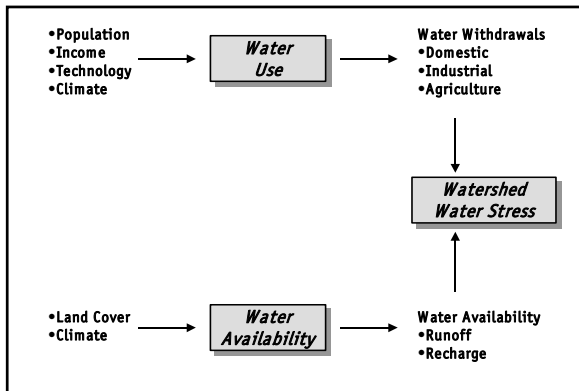 •Population
•Income
•Technology
•Climate
Water
Use
Water Withdrawals
•Domestic
•Industrial
•Agriculture
Watershed
Water Stress
•Land Cover
•Climate
Water
Availability
Water Availability
•Runoff
•Recharge